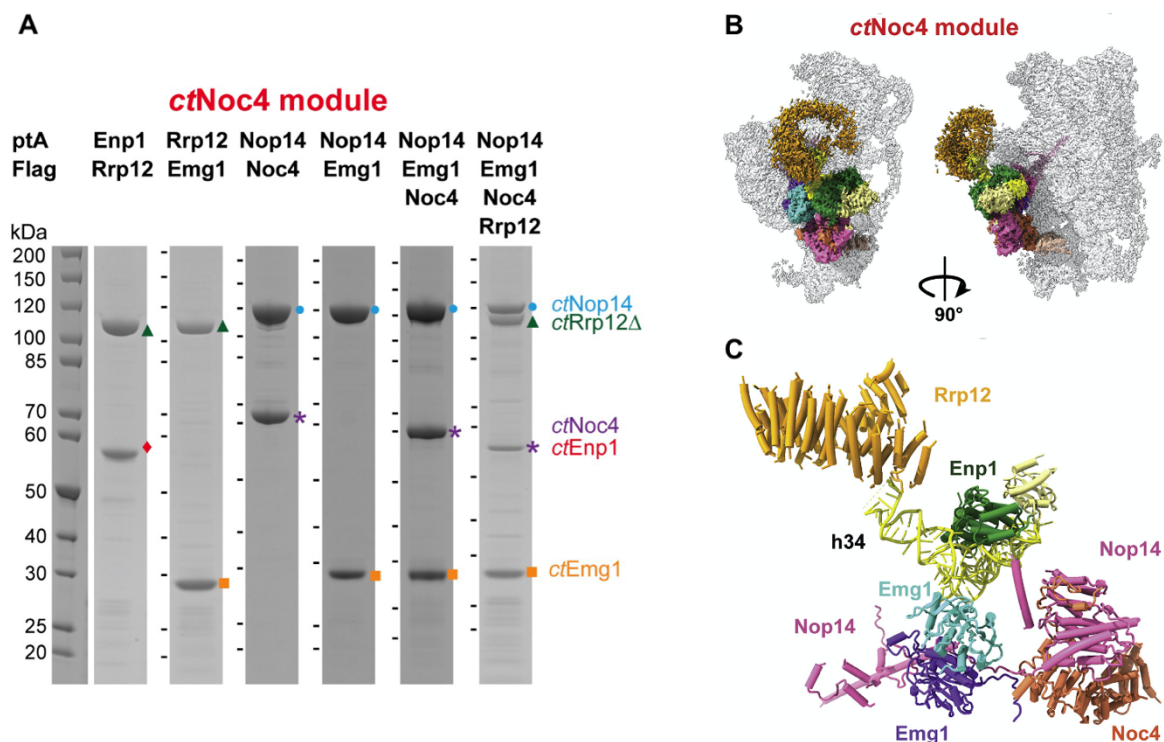 A
ctNoc4 module
ptA Enp1 Rrp12 Nop14 Nop14 Nop14 Nop14
Flag Rrp12 Emg1 Noc4 Emg1 Emg1 Emg1
Noc4 Noc4
Rrp12
kDa
200
150
120
100
85
70
60
50
40
30
25
20
ctNop14
ctRrp12Δ
ctNoc4
ctEnp1
ctEmg1
B
ctNoc4 module
90°
C
Rrp12
Enp1
h34
Nop14
Emg1
Nop14
Emg1
Noc4